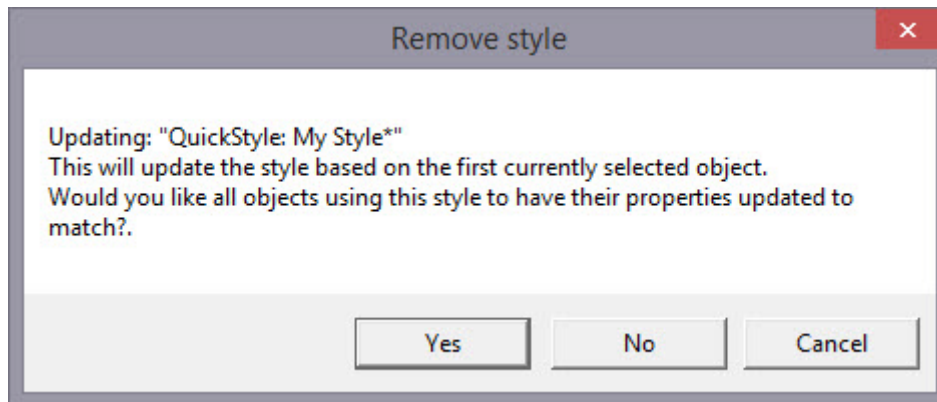 Remove style
Updating: "QuickStyle: My Style*"
This will update the style based on the first currently selected object.
Would you like all objects using this style to have their properties updated to
match?.
Yes
No
Cancel